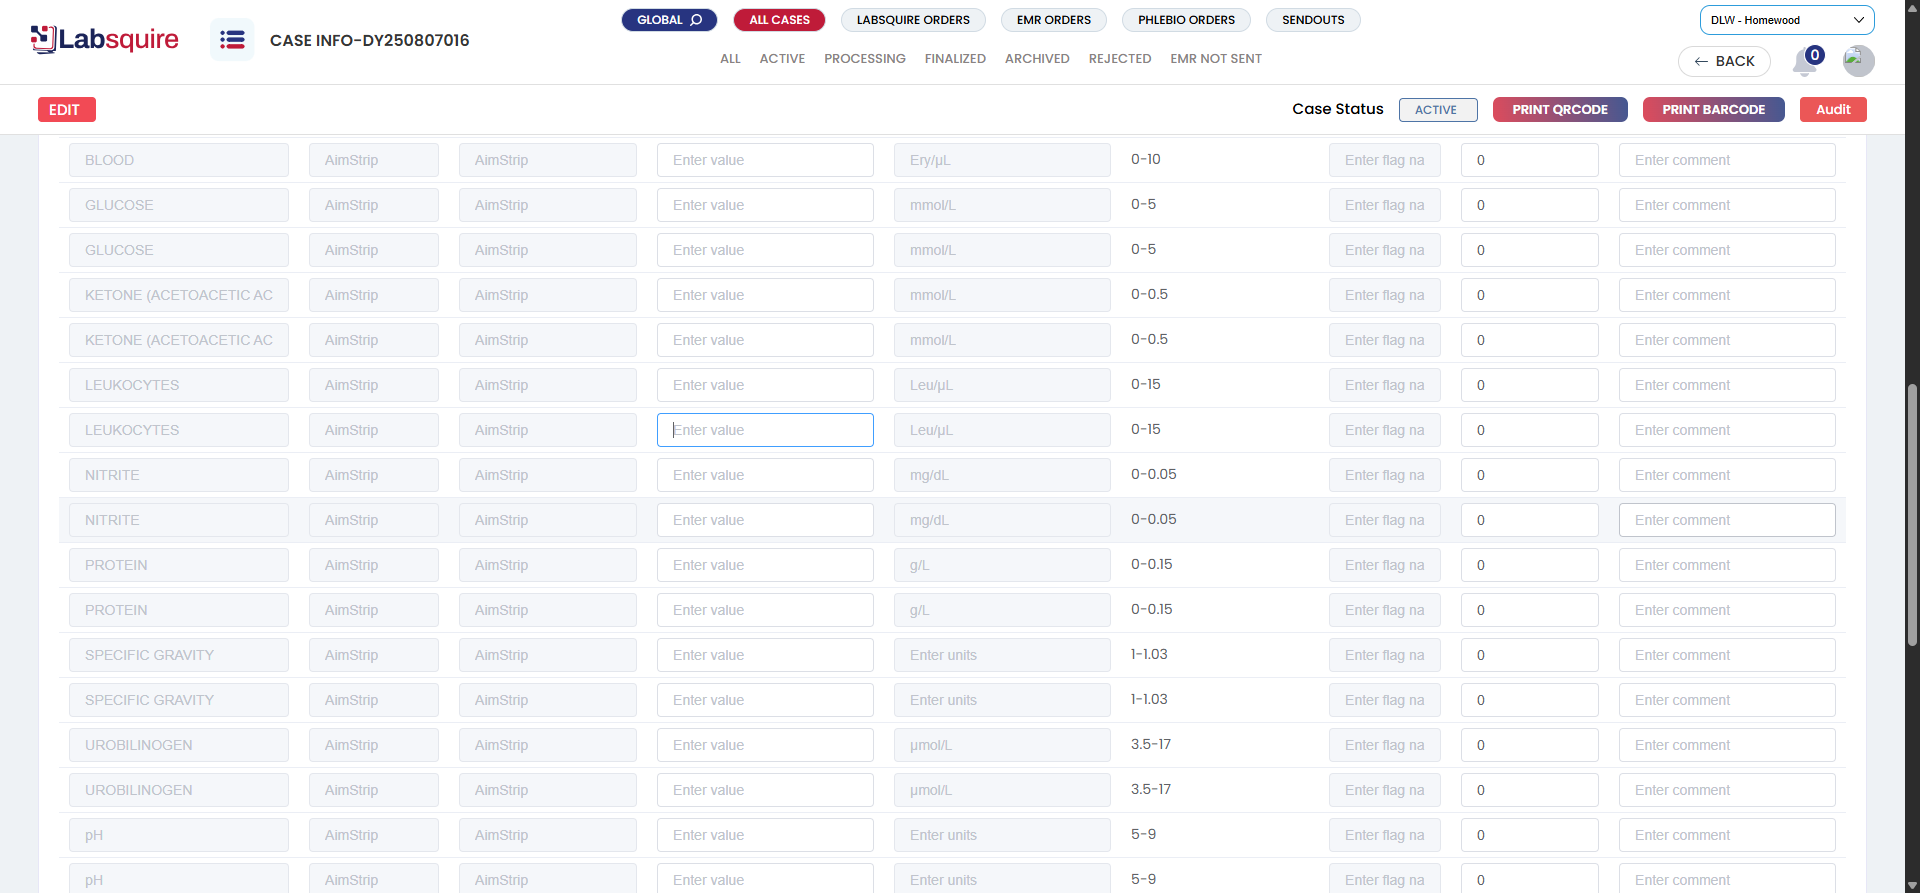 Labsquire
CASE INFO-DY250807016
GLOBAL ALL CASES LABSQUIRE ORDERS EMR ORDERS PHLEBIO ORDERS SENDOUTS
ALL ACTIVE PROCESSING FINALIZED ARCHIVED REJECTED EMR NOT SENT
DLW - Homewood
BACK 0
EDIT Case Status ACTIVE PRINT QRCODE PRINT BARCODE Audit
BLOOD AimStrip AimStrip Enter value Ery/µL 0-10 Enter flag na 0 Enter comment
GLUCOSE AimStrip AimStrip Enter value mmol/L 0-5 Enter flag na 0 Enter comment
GLUCOSE AimStrip AimStrip Enter value mmol/L 0-5 Enter flag na 0 Enter comment
KETONE (ACETOACETIC AC AimStrip AimStrip Enter value mmol/L 0-0.5 Enter flag na 0 Enter comment
KETONE (ACETOACETIC AC AimStrip AimStrip Enter value mmol/L 0-0.5 Enter flag na 0 Enter comment
LEUKOCYTES AimStrip AimStrip Enter value Leu/µL 0-15 Enter flag na 0 Enter comment
LEUKOCYTES AimStrip AimStrip Enter value Leu/µL 0-15 Enter flag na 0 Enter comment
NITRITE AimStrip AimStrip Enter value mg/dL 0-0.05 Enter flag na 0 Enter comment
NITRITE AimStrip AimStrip Enter value mg/dL 0-0.05 Enter flag na 0 Enter comment
PROTEIN AimStrip AimStrip Enter value g/L 0-0.15 Enter flag na 0 Enter comment
PROTEIN AimStrip AimStrip Enter value g/L 0-0.15 Enter flag na 0 Enter comment
SPECIFIC GRAVITY AimStrip AimStrip Enter value Enter units 1-1.03 Enter flag na 0 Enter comment
SPECIFIC GRAVITY AimStrip AimStrip Enter value Enter units 1-1.03 Enter flag na 0 Enter comment
UROBILINOGEN AimStrip AimStrip Enter value µmol/L 3.5-17 Enter flag na 0 Enter comment
UROBILINOGEN AimStrip AimStrip Enter value µmol/L 3.5-17 Enter flag na 0 Enter comment
pH AimStrip AimStrip Enter value Enter units 5-9 Enter flag na 0 Enter comment
pH AimStrip AimStrip Enter value Enter units 5-9 Enter flag na 0 Enter comment